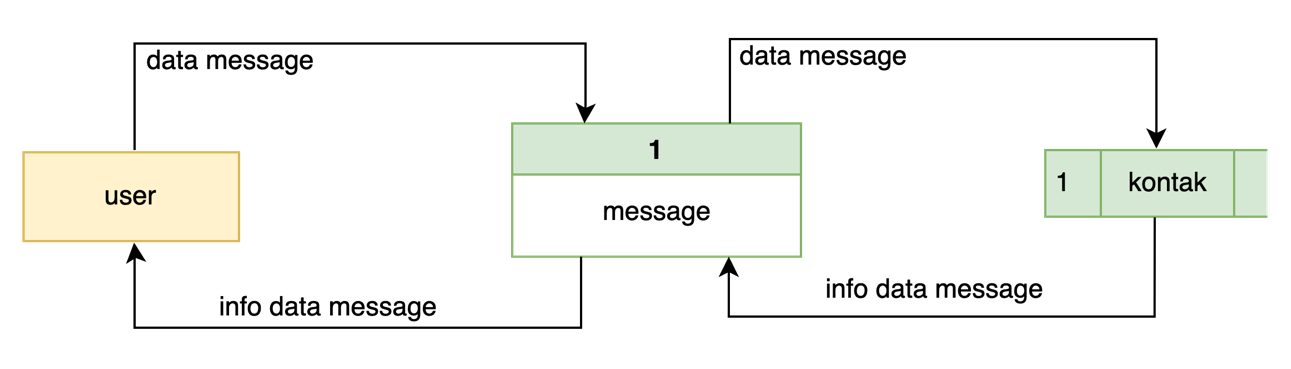 data message
data message
1
user
message
1
kontak
info data message
info data message